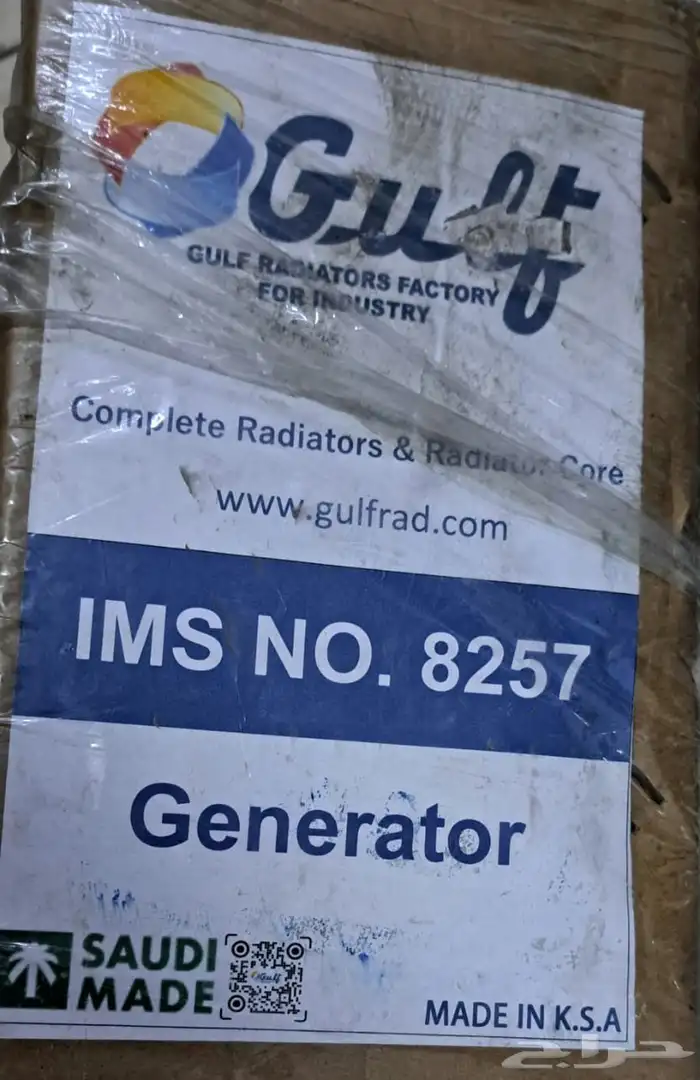 Gulf
GULF RADIATORS FACTORY
FOR INDUSTRY
Complete Radiators & Radiator Core
www.gulfrad.com
IMS NO. 8257
Generator
SAUDI
MADE
Gulf
MADE IN K.S.A
حراج